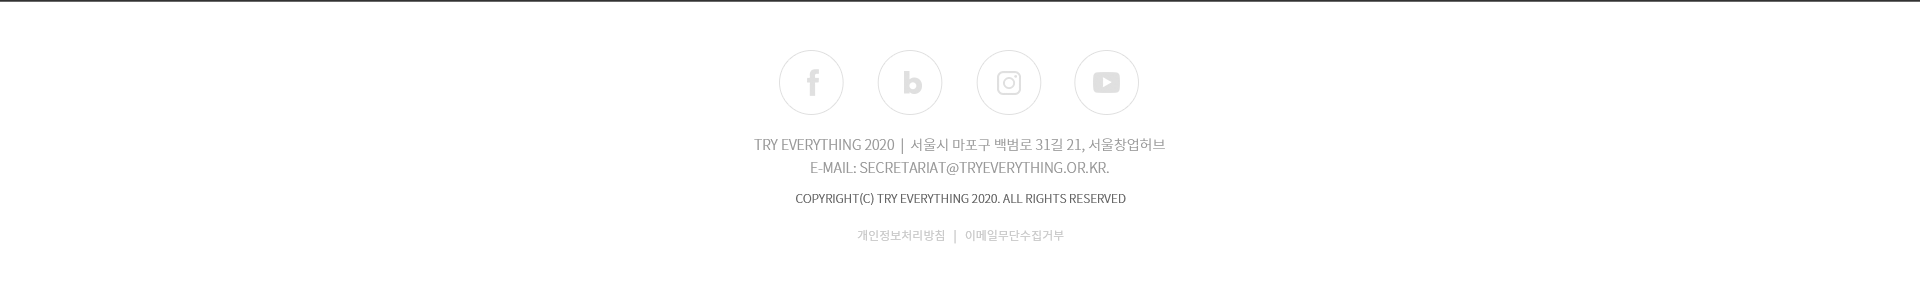 TRY EVERYTHING 2020 | 서울시 마포구 백범로 31길 21, 서울창업허브
E-MAIL: SECRETARIAT@TRYEVERYTHING.OR.KR.
COPYRIGHT(C) TRY EVERYTHING 2020. ALL RIGHTS RESERVED
개인정보처리방침 | 이메일무단수집거부